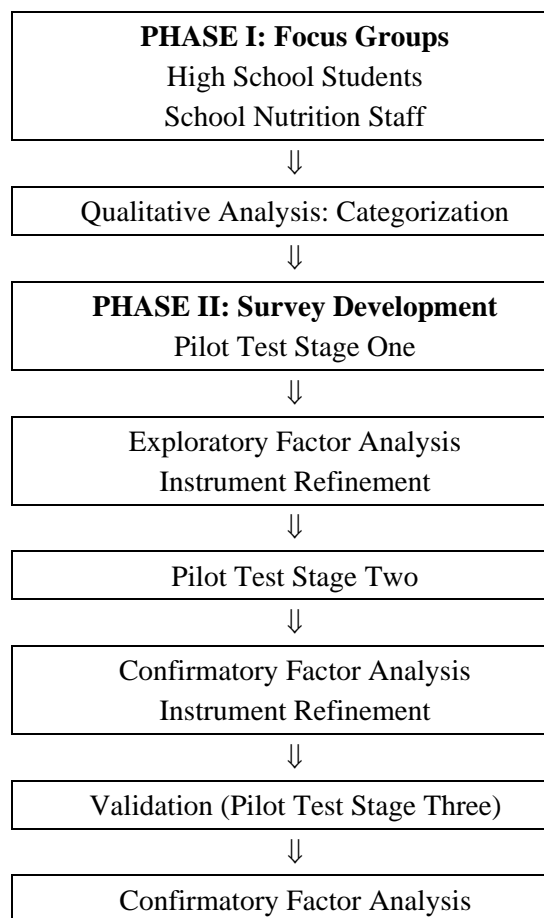 PHASE I: Focus Groups
High School Students
School Nutrition Staff
⇓
Qualitative Analysis: Categorization
⇓
PHASE II: Survey Development
Pilot Test Stage One
⇓
Exploratory Factor Analysis
Instrument Refinement
⇓
Pilot Test Stage Two
⇓
Confirmatory Factor Analysis
Instrument Refinement
⇓
Validation (Pilot Test Stage Three)
⇓
Confirmatory Factor Analysis